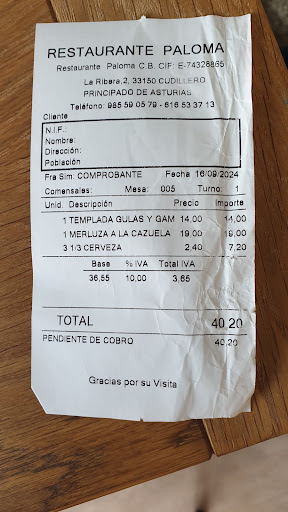 RESTAURANTE PALOMA
Restaurante Paloma C.B. CIF: E-74328865
La Ribera,2, 33150 CUDILLERO
PRINCIPADO DE ASTURIAS
Teléfono: 985 59 05 79 - 616 53 37 13
Cliente
N.I.F.:
Nombre:
Dirección:
Población
Fra Sim: COMPROBANTE Fecha 16/09/2024
Comensales: Mesa: 005 Turno: 1
Unid. Descripción Precio Importe
1 TEMPLADA GULAS Y GAM 14,00 14,00
1 MERLUZA A LA CAZUELA 19,00 19,00
3 1/3 CERVEZA 2,40 7,20
Base % IVA Total IVA
36,55 10,00 3,65
TOTAL 40,20
PENDIENTE DE COBRO 40,20
Gracias por su Visita